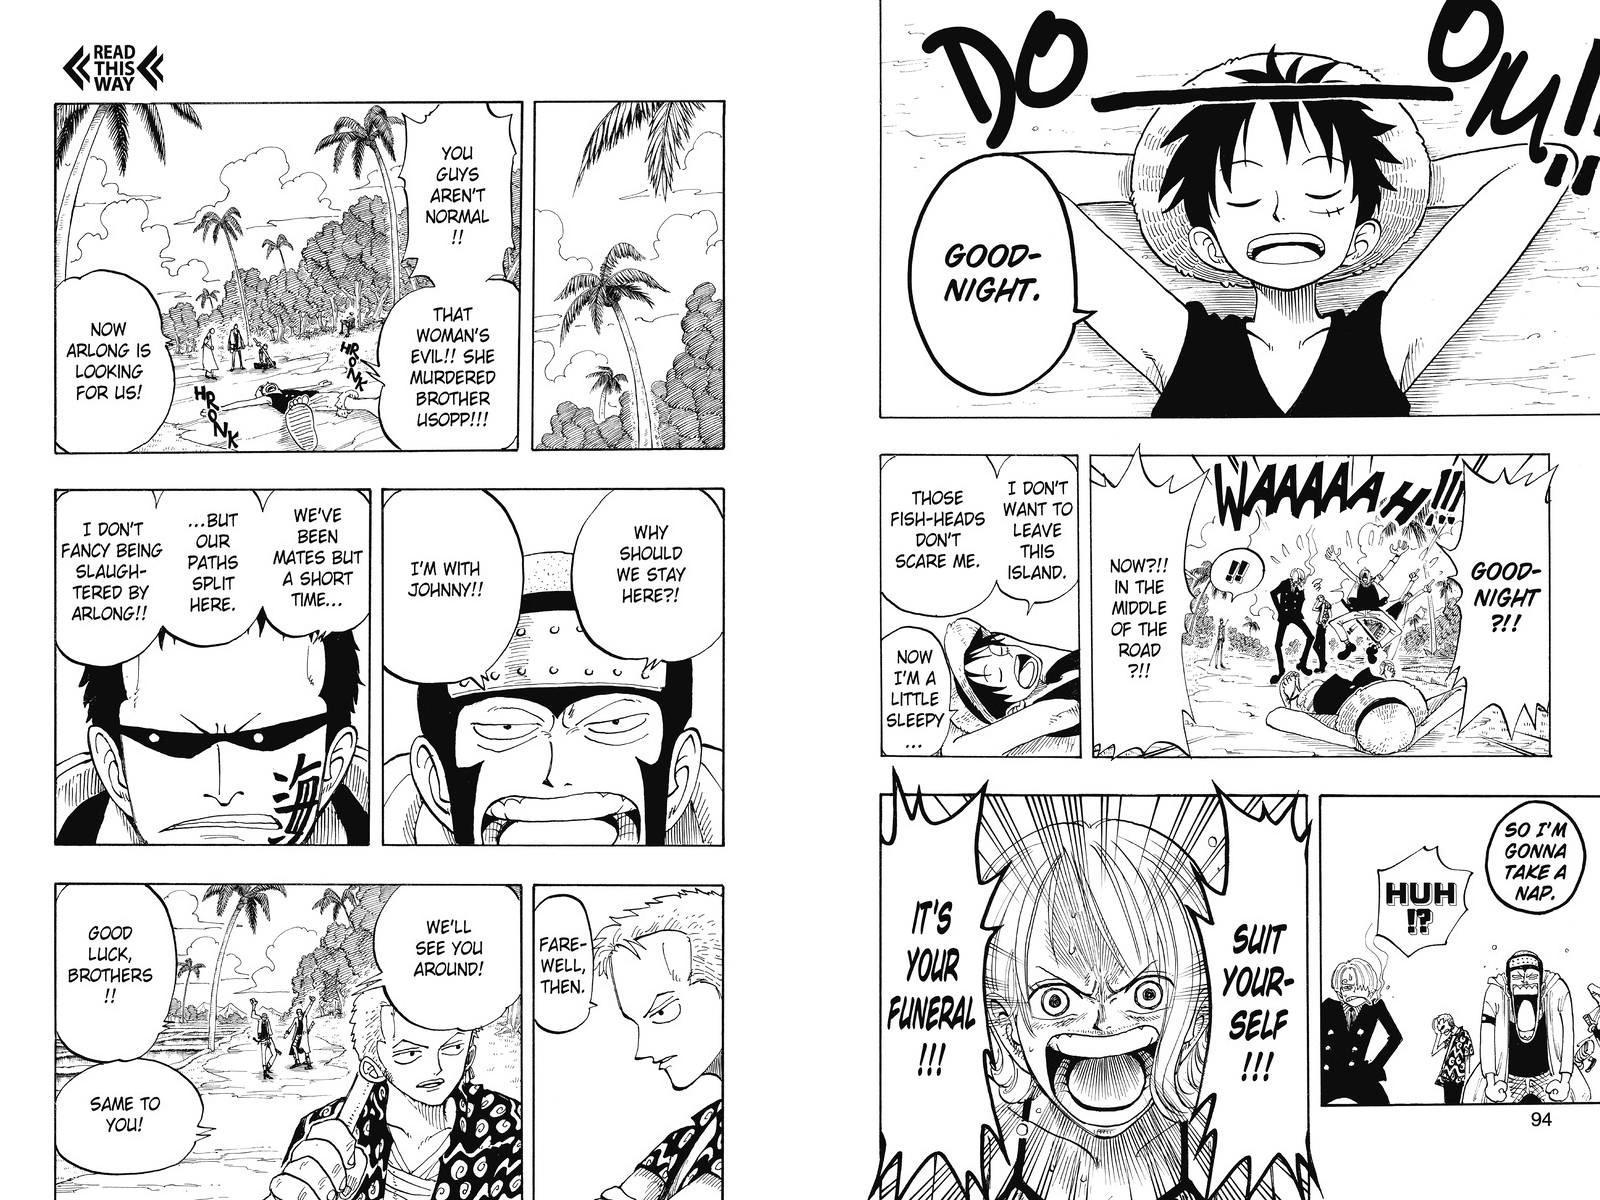 DOOM!!
GOOD-
NIGHT.
GOOD-
NIGHT
?!!
WAAAAAH!!!
!!
NOW?!!
IN THE
MIDDLE
OF THE
ROAD
?!!
I DON'T
WANT TO
LEAVE
THIS
ISLAND.
THOSE
FISH-HEADS
DON'T
SCARE ME.
NOW
I'M A
LITTLE
SLEEPY
...
SO I'M
GONNA
TAKE A
NAP.
HUH
!?
SUIT
YOUR-
SELF
!!!
IT'S
YOUR
FUNERAL
!!!
94
READ
THIS
WAY
YOU
GUYS
AREN'T
NORMAL
!!
THAT
WOMAN'S
EVIL!! SHE
MURDERED
BROTHER
USOPP!!!
HRONK
HRONK
NOW
ARLONG IS
LOOKING
FOR US!
WHY
SHOULD
WE STAY
HERE?!
I'M WITH
JOHNNY!!
WE'VE
BEEN
MATES BUT
A SHORT
TIME...
...BUT
OUR
PATHS
SPLIT
HERE.
I DON'T
FANCY BEING
SLAUGH-
TERED BY
ARLONG!!
海
FARE-
WELL,
THEN.
WE'LL
SEE YOU
AROUND!
GOOD
LUCK,
BROTHERS
!!
SAME TO
YOU!